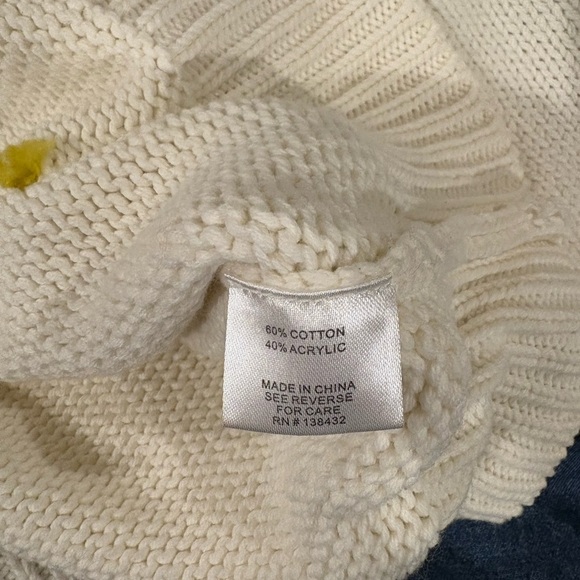 60% COTTON
40% ACRYLIC
MADE IN CHINA
SEE REVERSE
FOR CARE
RN # 138432